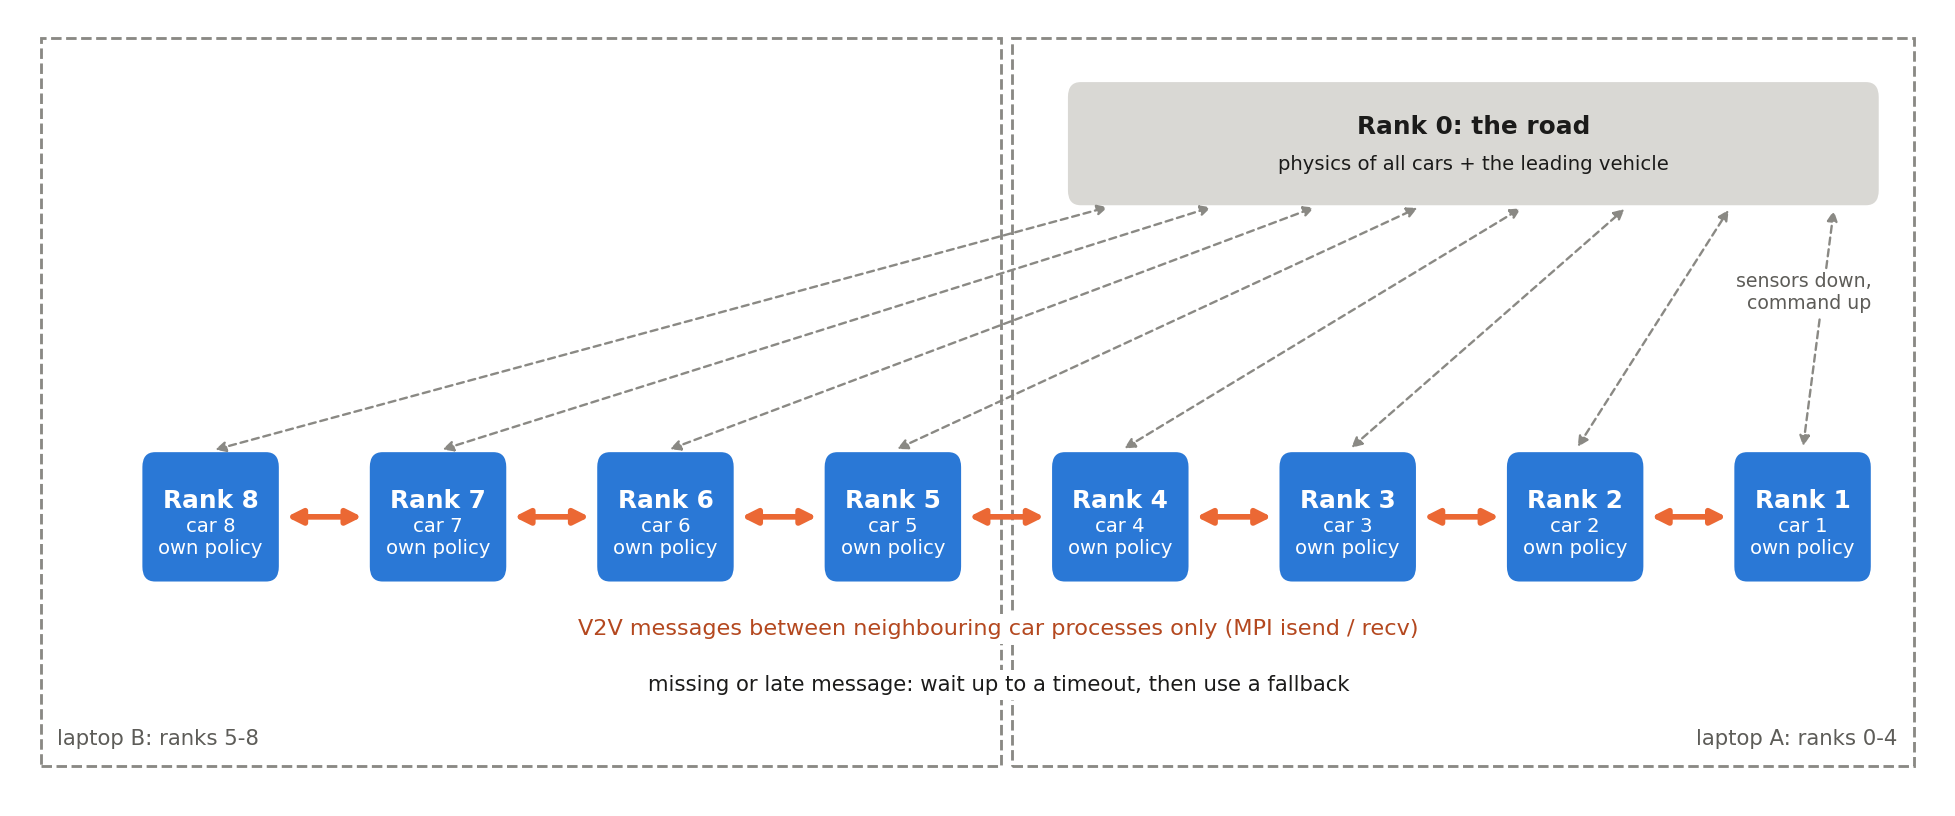 Rank 0: the road
physics of all cars + the leading vehicle
sensors down,
command up
Rank 8
car 8
own policy
Rank 7
car 7
own policy
Rank 6
car 6
own policy
Rank 5
car 5
own policy
Rank 4
car 4
own policy
Rank 3
car 3
own policy
Rank 2
car 2
own policy
Rank 1
car 1
own policy
V2V messages between neighbouring car processes only (MPI isend / recv)
missing or late message: wait up to a timeout, then use a fallback
laptop B: ranks 5-8
laptop A: ranks 0-4